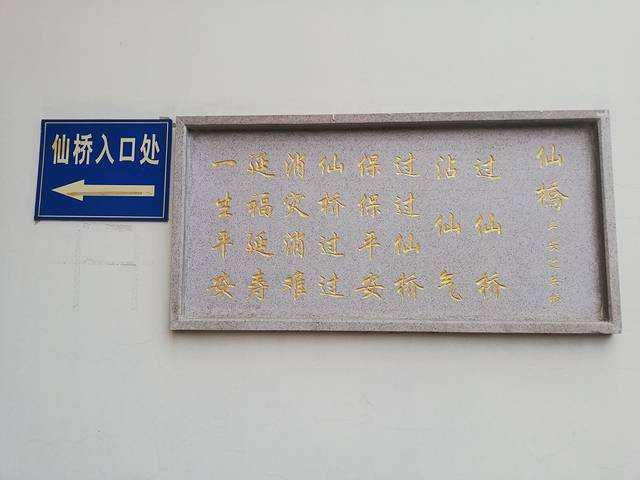 仙桥入口处
仙橋
过仙桥
沾仙气
过过仙桥
保保平安
仙桥过过
消灾消难
延福延寿
一生平安